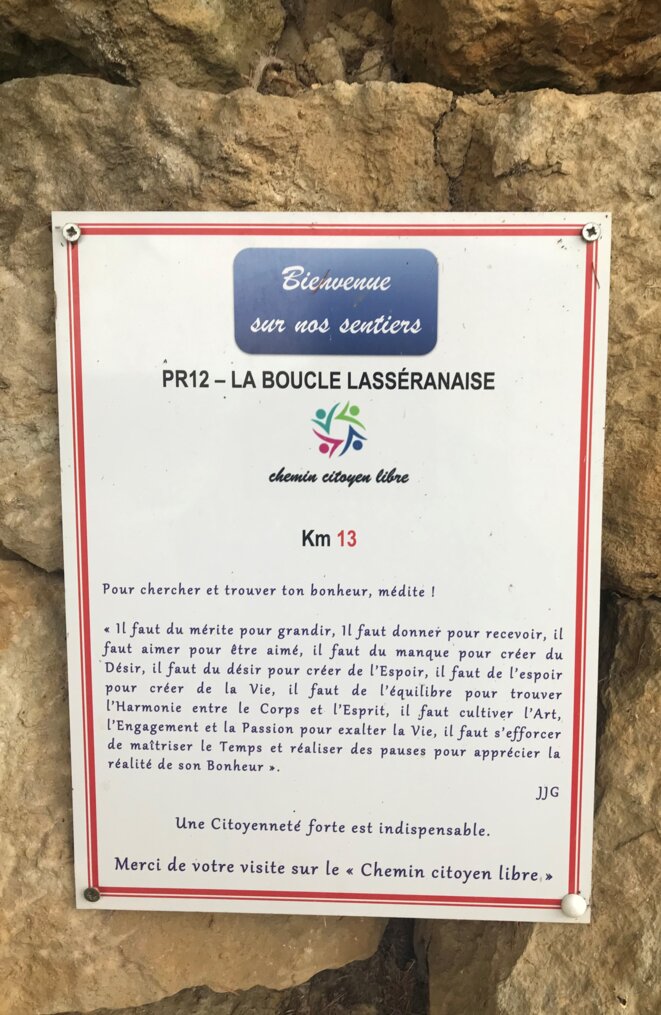 Bienvenue
sur nos sentiers
PR12 – LA BOUCLE LASSÉRANAISE
chemin citoyen libre
Km 13
Pour chercher et trouver ton bonheur, médite !
« Il faut du mérite pour grandir, Il faut donner pour recevoir, il
faut aimer pour être aimé, il faut du manque pour créer du
Désir, il faut du désir pour créer de l’Espoir, il faut de l’espoir
pour créer de la Vie, il faut de l’équilibre pour trouver
l’Harmonie entre le Corps et l’Esprit, il faut cultiver l’Art,
l’Engagement et la Passion pour exalter la Vie, il faut s’efforcer
de maîtriser le Temps et réaliser des pauses pour apprécier la
réalité de son Bonheur ».
JJG
Une Citoyenneté forte est indispensable.
Merci de votre visite sur le « Chemin citoyen libre »